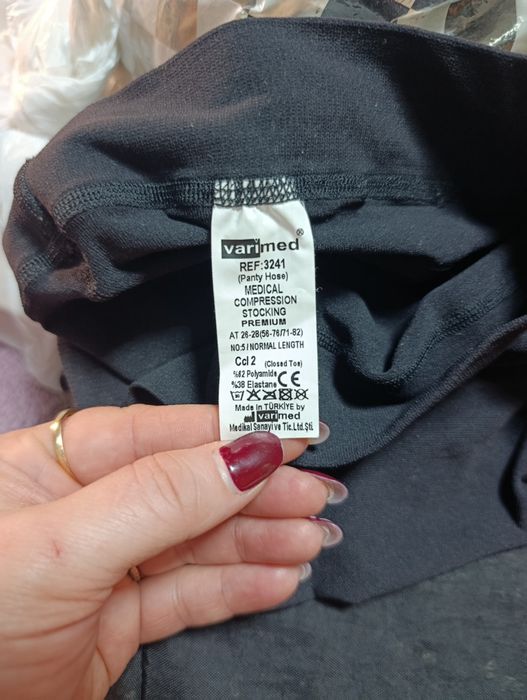 varimed®
REF:3241
(Panty Hose)
MEDICAL
COMPRESSION
STOCKING
PREMIUM
AT 26-28(56-76/71-82)
NO:5/NORMAL LENGTH
Ccl 2 (Closed Toe)
%62 Polyamide
%38 Elastane CE
Made in TÜRKİYE by
varimed
Medikal Sanayi ve Tic.Ltd.Şti.